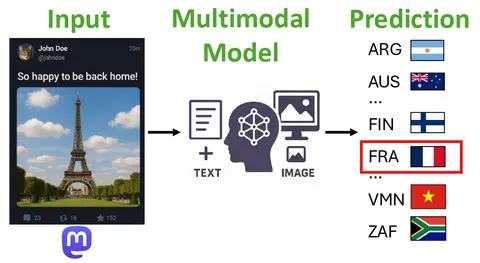 Input
Multimodal
Model
Prediction
John Doe
@johndoe
20m
So happy to be back home!
23
18
152
TEXT
+
IMAGE
ARG
AUS
...
FIN
FRA
...
VMN
ZAF